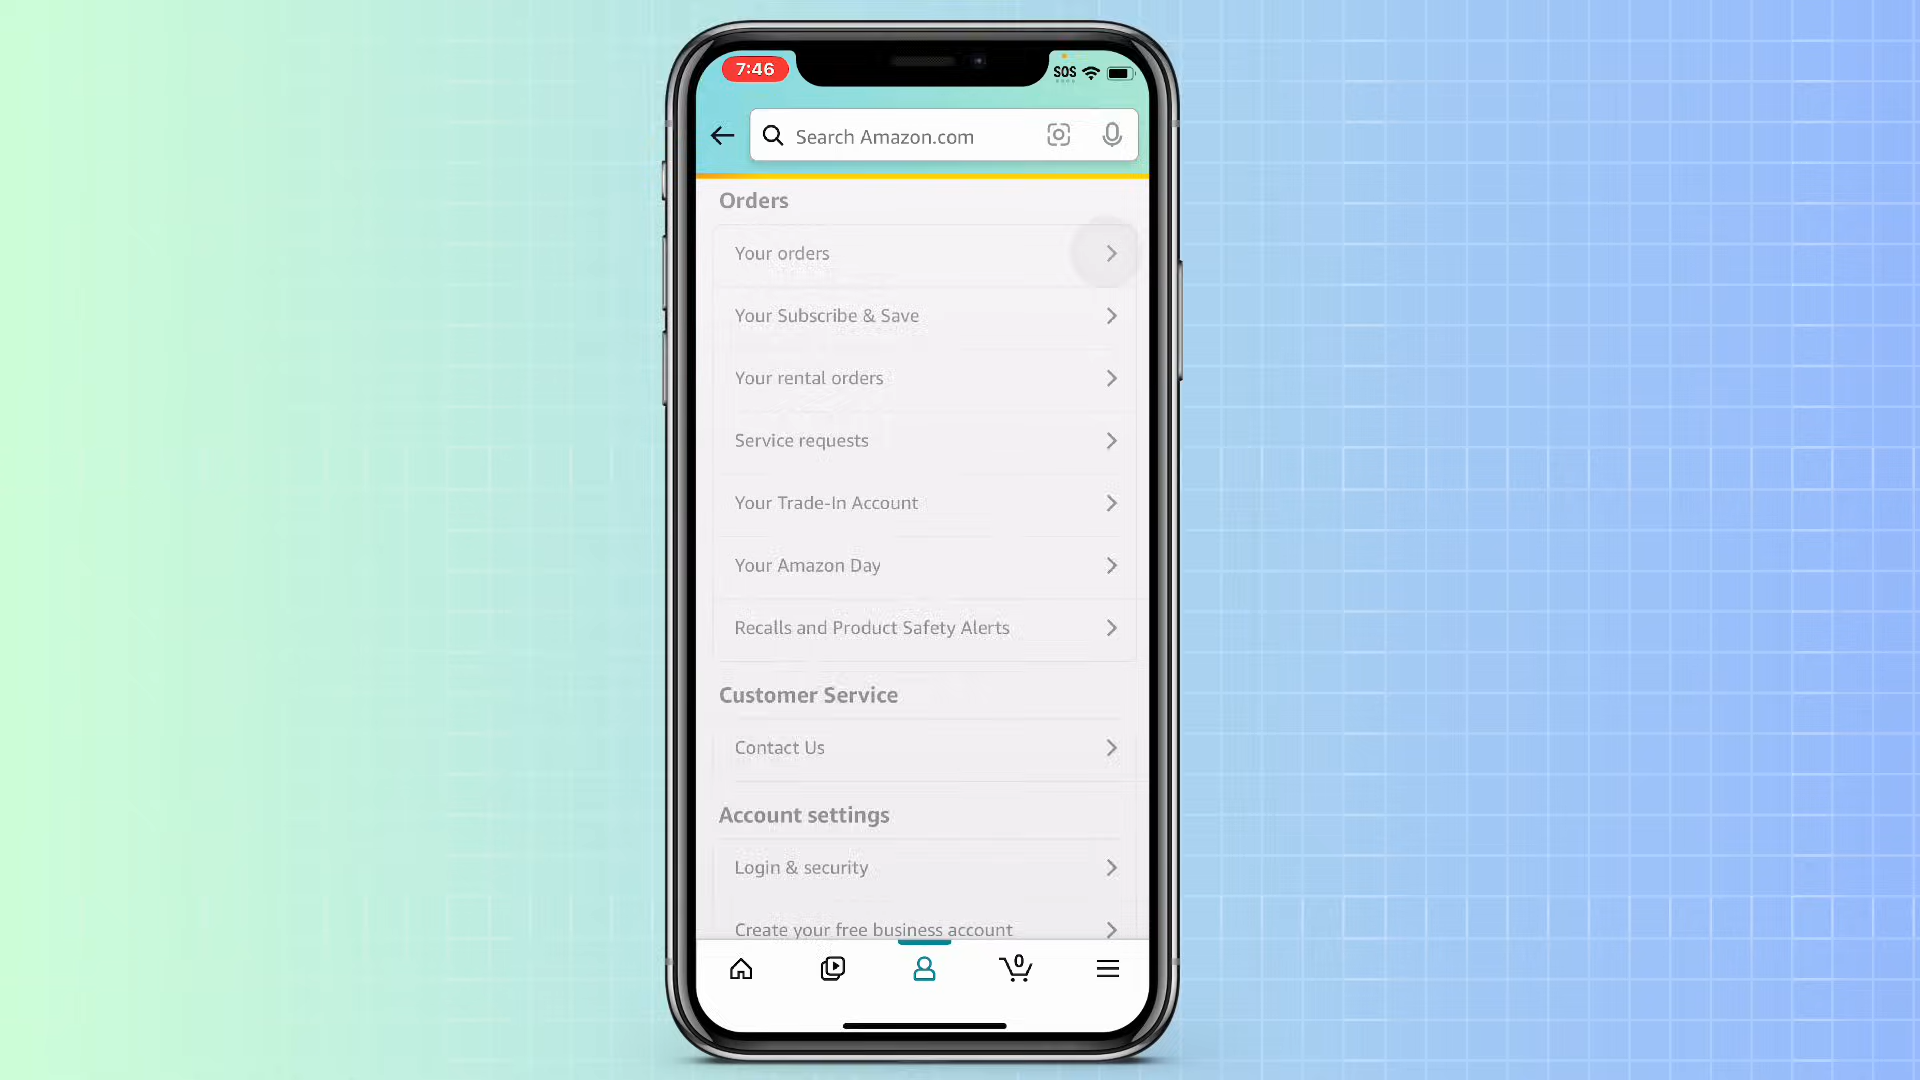 7:46
SOS
Search Amazon.com
Orders
Your orders
Your Subscribe & Save
Your rental orders
Service requests
Your Trade-In Account
Your Amazon Day
Recalls and Product Safety Alerts
Customer Service
Contact Us
Account settings
Login & security
Create your free business account
0